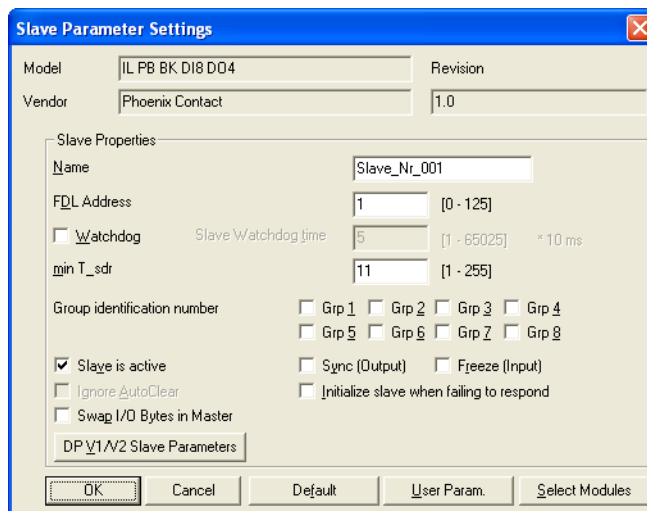 Slave Parameter Settings
Model IL PB BK DI8 DO4 Revision
Vendor Phoenix Contact 1.0
Slave Properties
Name Slave_Nr_001
FDL Address 1 [0 - 125]
Watchdog Slave Watchdog time 5 [1 - 65025] * 10 ms
min T_sdr 11 [1 - 255]
Group identification number Grp 1 Grp 2 Grp 3 Grp 4
Grp 5 Grp 6 Grp 7 Grp 8
Slave is active Sync (Output) Freeze (Input)
Ignore AutoClear Initialize slave when failing to respond
Swap I/O Bytes in Master
DP V1/V2 Slave Parameters
OK Cancel Default User Param. Select Modules